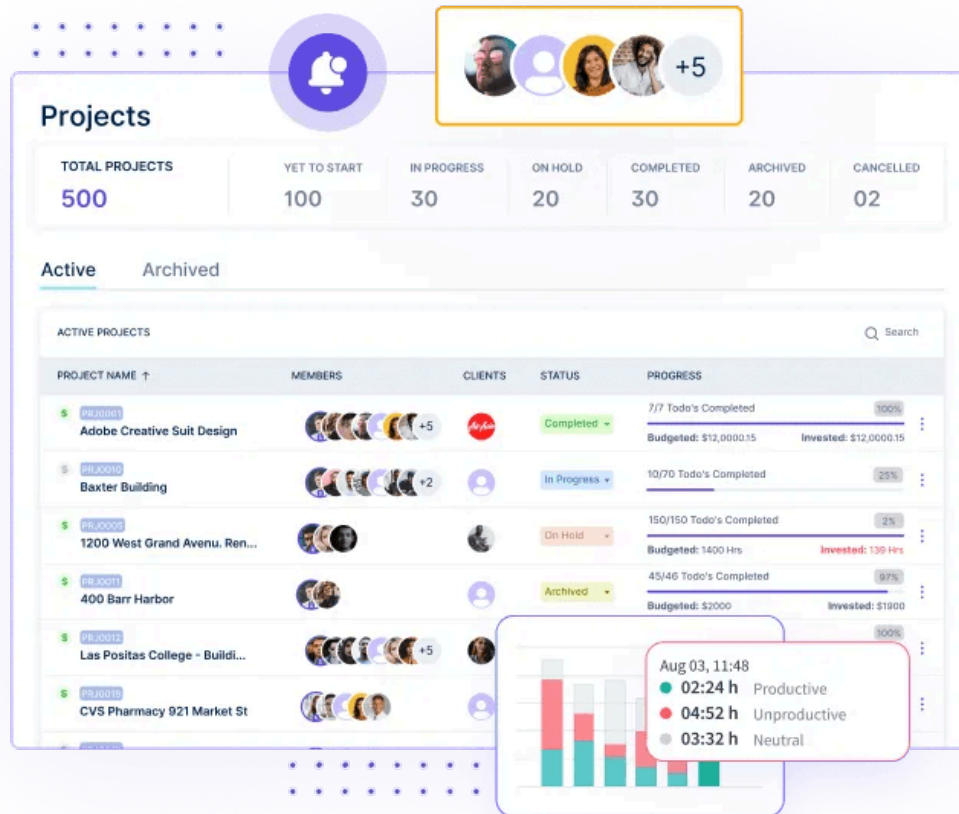 +5
Projects
TOTAL PROJECTS YET TO START IN PROGRESS ON HOLD COMPLETED ARCHIVED CANCELLED
500 100 30 20 30 20 02
Active Archived
ACTIVE PROJECTS Search
PROJECT NAME ↑ MEMBERS CLIENTS STATUS PROGRESS
7/7 Todo's Completed 100%
$ PRJ0001
Adobe Creative Suit Design +5 Completed
Budgeted: $12,0000.15 Invested: $12,0000.15
$ PRJ0010
10/70 Todo's Completed 25%
Baxter Building +2 In Progress
150/150 Todo's Completed 2%
$ PRJ0005
1200 West Grand Avenu. Ren... On Hold
Budgeted: 1400 Hrs Invested: 139 Hrs
45/46 Todo's Completed 97%
$ PRJ0011
400 Barr Harbor Archived
Budgeted: $2000 Invested: $1900
100%
$ PRJ0012
Las Positas College - Buildi... +5
$ PRJ0015
CVS Pharmacy 921 Market St
Aug 03, 11:48
02:24 h Productive
04:52 h Unproductive
03:32 h Neutral